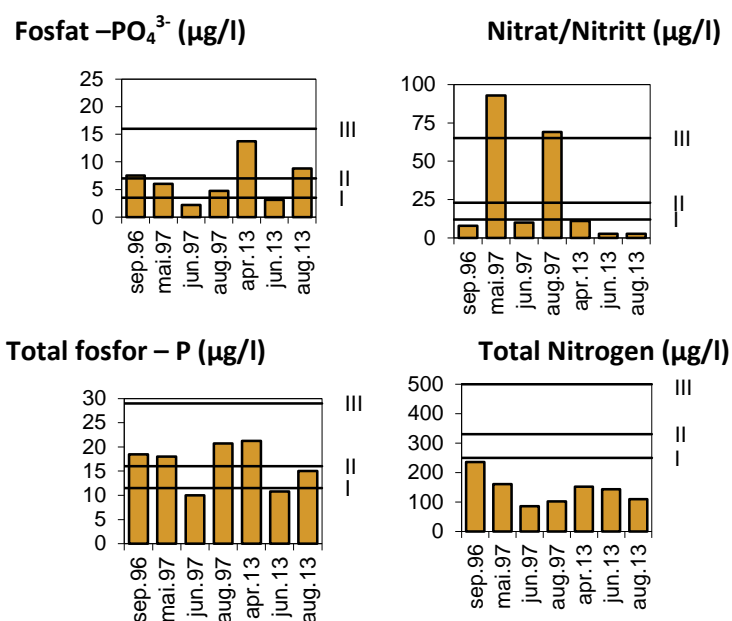 Fosfat –PO₄³⁻ (µg/l)
25
20
15
10
5
0
III
II
I
sep.96
mai.97
jun.97
aug.97
apr.13
jun.13
aug.13
Nitrat/Nitritt (µg/l)
100
75
50
25
0
III
II
I
sep.96
mai.97
jun.97
aug.97
apr.13
jun.13
aug.13
Total fosfor – P (µg/l)
30
25
20
15
10
5
0
III
II
I
sep.96
mai.97
jun.97
aug.97
apr.13
jun.13
aug.13
Total Nitrogen (µg/l)
500
400
300
200
100
0
III
II
I
sep.96
mai.97
jun.97
aug.97
apr.13
jun.13
aug.13